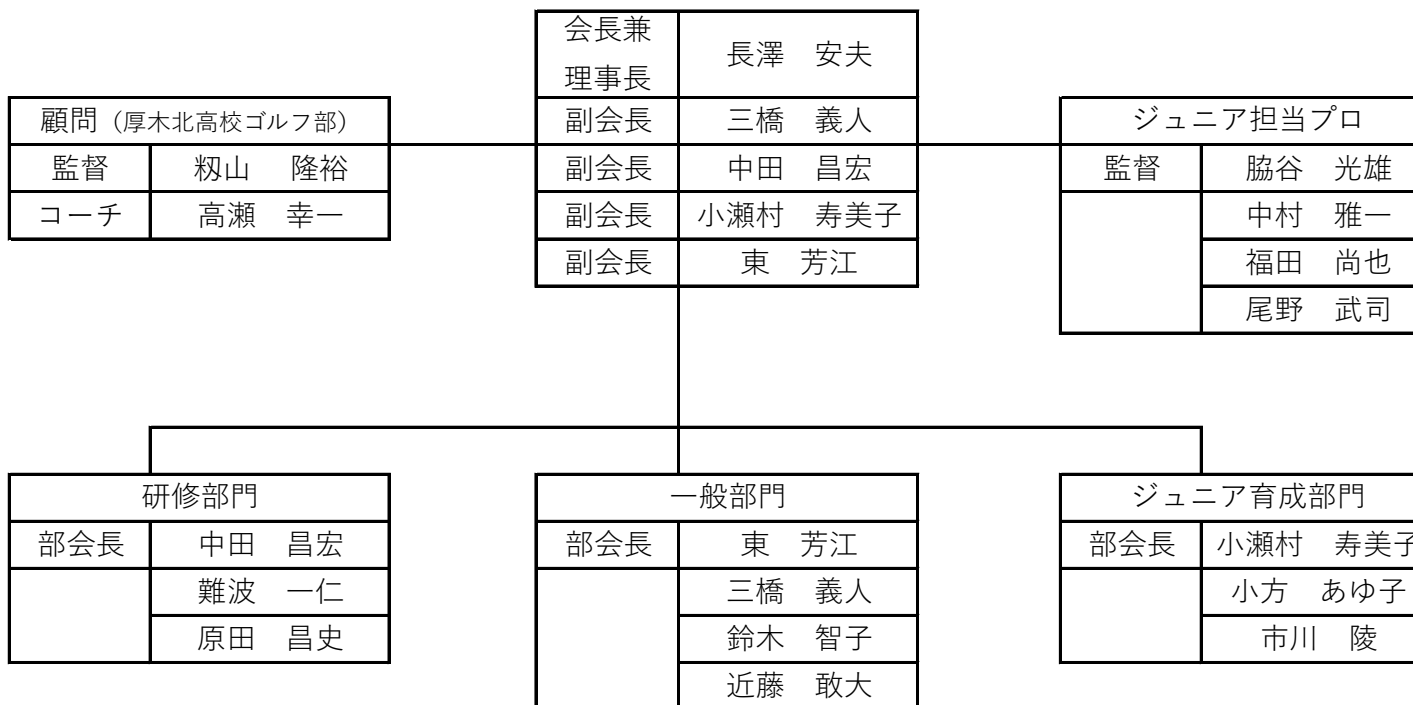 会長兼
理事長
長澤　安夫
副会長　三橋　義人
副会長　中田　昌宏
副会長　小瀬村　寿美子
副会長　東　芳江
顧問（厚木北高校ゴルフ部）
監督　籾山　隆裕
コーチ　高瀬　幸一
ジュニア担当プロ
監督　脇谷　光雄
中村　雅一
福田　尚也
尾野　武司
研修部門
部会長　中田　昌宏
難波　一仁
原田　昌史
一般部門
部会長　東　芳江
三橋　義人
鈴木　智子
近藤　敢大
ジュニア育成部門
部会長　小瀬村　寿美子
小方　あゆ子
市川　陵